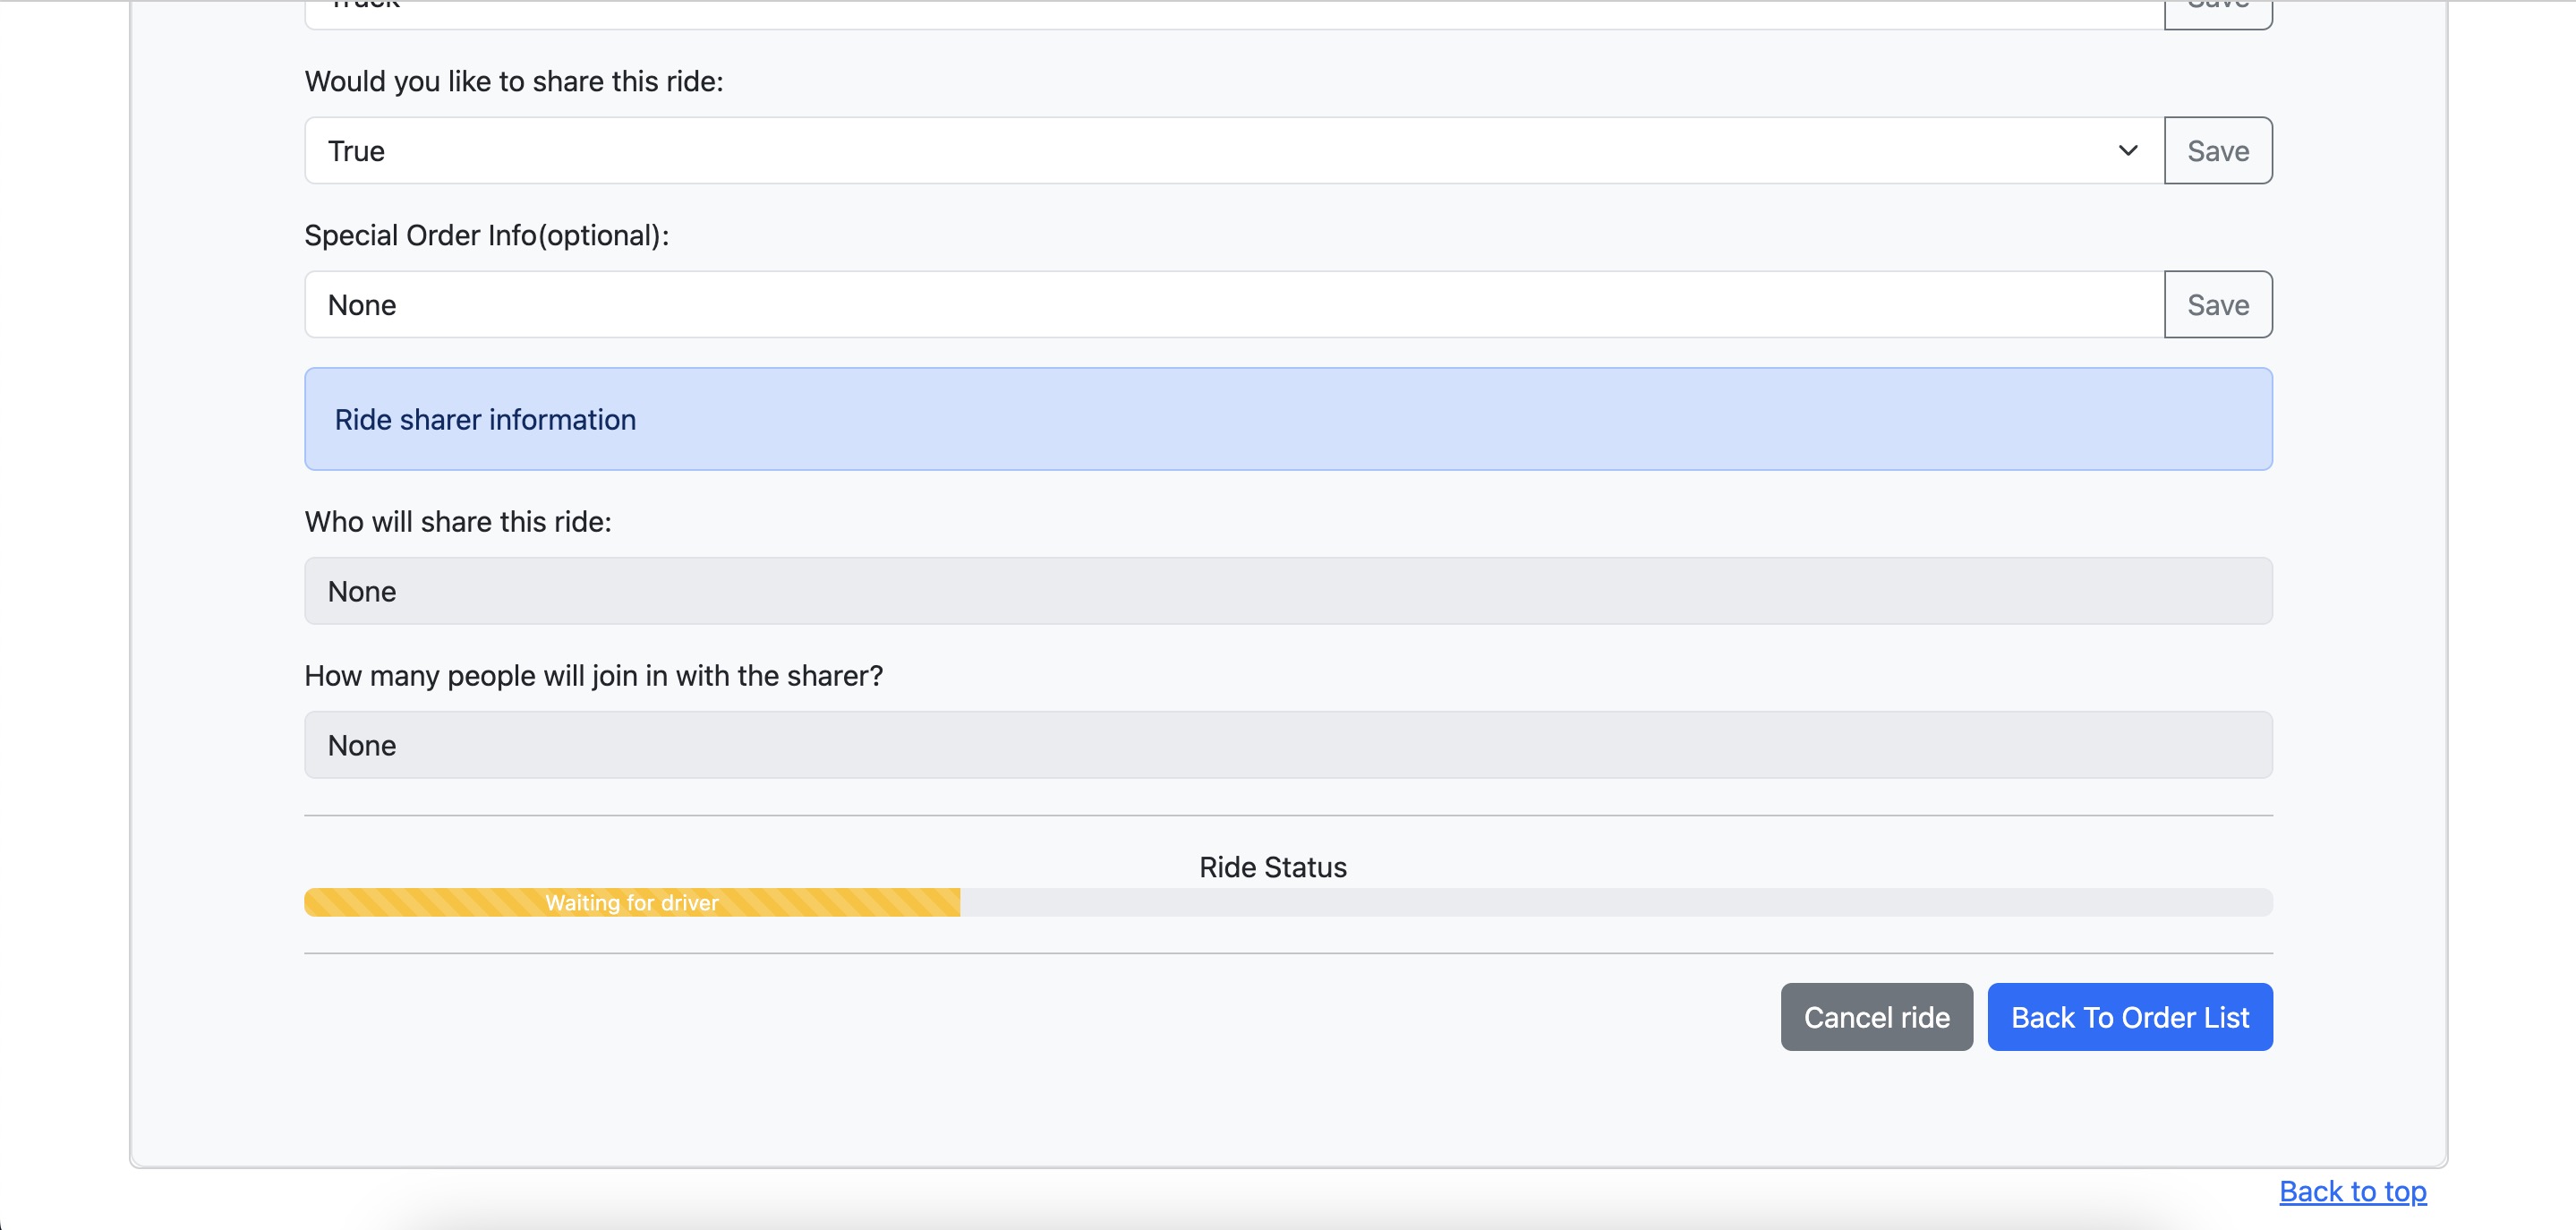 Would you like to share this ride:
True
Save
Special Order Info(optional):
None
Save
Ride sharer information
Who will share this ride:
None
How many people will join in with the sharer?
None
Ride Status
Waiting for driver
Cancel ride
Back To Order List
Back to top